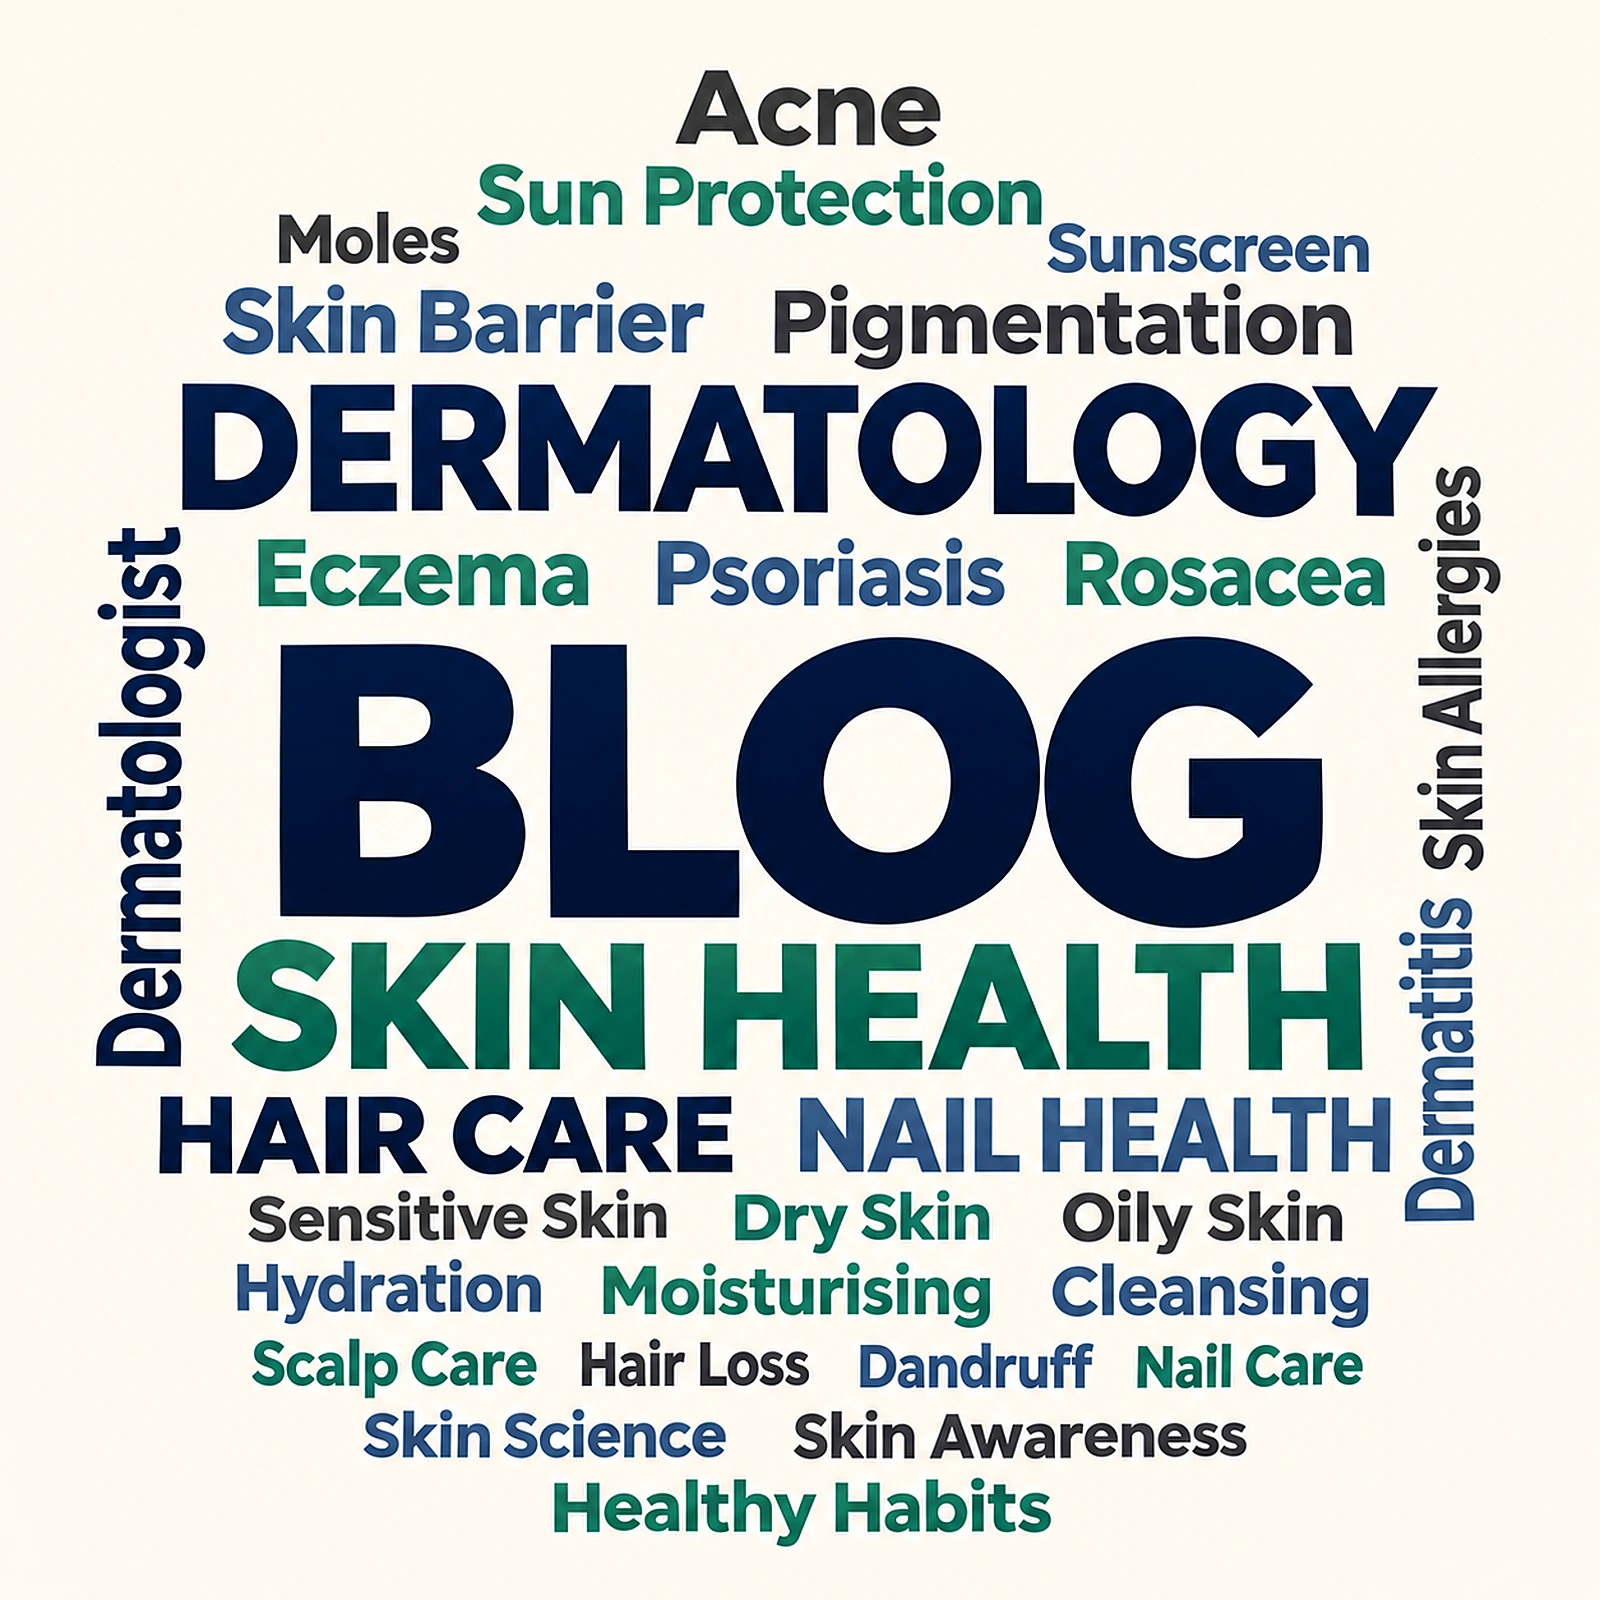 Acne
Sun Protection
Moles
Sunscreen
Skin Barrier Pigmentation
DERMATOLOGY
Dermatologist
Eczema Psoriasis Rosacea
Skin Allergies
BLOG
SKIN HEALTH
Dermatitis
HAIR CARE NAIL HEALTH
Sensitive Skin Dry Skin Oily Skin
Hydration Moisturising Cleansing
Scalp Care Hair Loss Dandruff Nail Care
Skin Science Skin Awareness
Healthy Habits